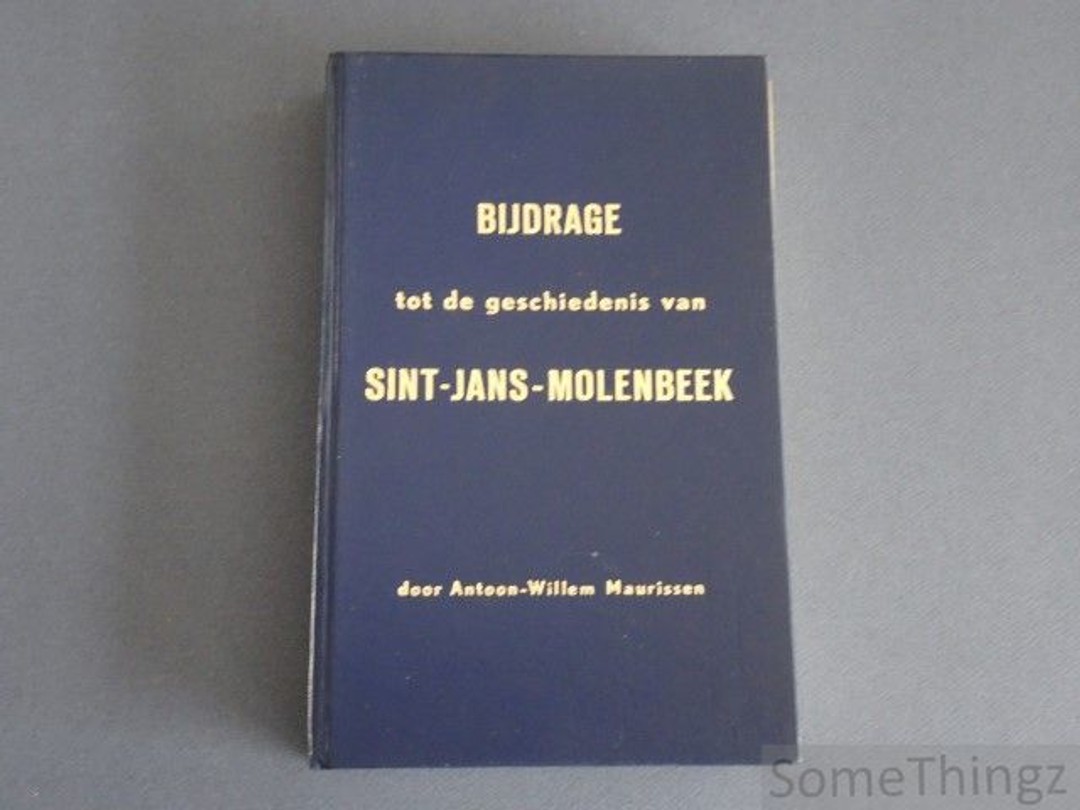 BIJDRAGE
tot de geschiedenis van
SINT-JANS-MOLENBEEK
door Antoon-Willem Maurissen
SomeThingz